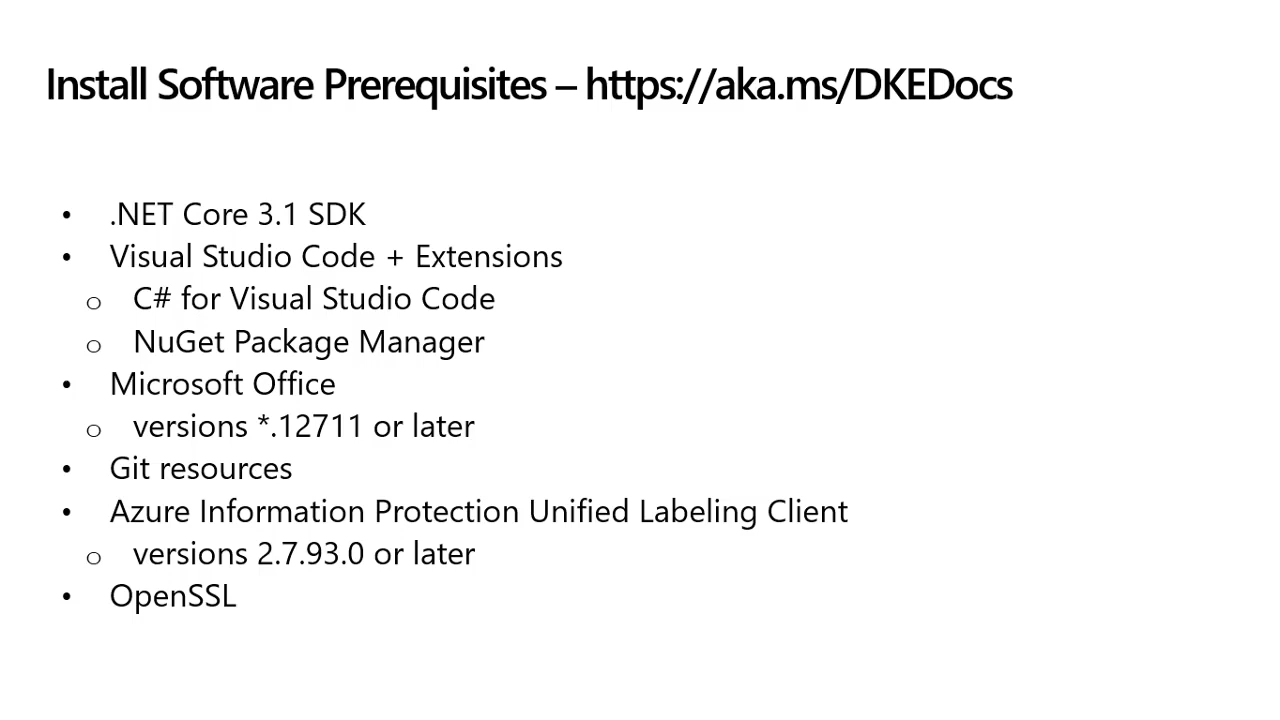 Install Software Prerequisites – https://aka.ms/DKEDocs
• .NET Core 3.1 SDK
• Visual Studio Code + Extensions
o C# for Visual Studio Code
o NuGet Package Manager
• Microsoft Office
o versions *.12711 or later
• Git resources
• Azure Information Protection Unified Labeling Client
o versions 2.7.93.0 or later
• OpenSSL